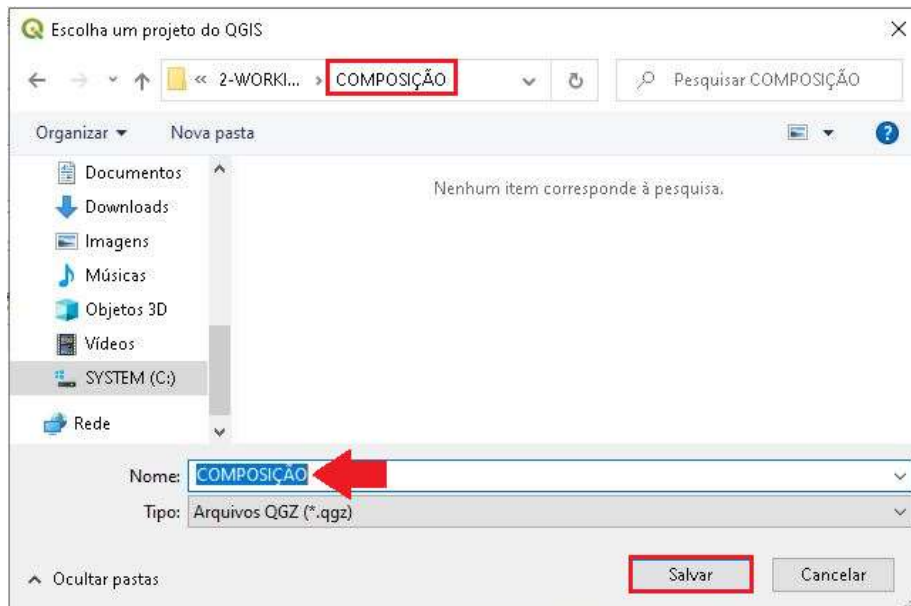 Escolha um projeto do QGIS
« 2-WORKI... › COMPOSIÇÃO
Pesquisar COMPOSIÇÃO
Organizar
Nova pasta
Documentos
Downloads
Imagens
Músicas
Objetos 3D
Vídeos
SYSTEM (C:)
Rede
Nenhum item corresponde à pesquisa.
Nome: COMPOSIÇÃO
Tipo: Arquivos QGZ (*.qgz)
Ocultar pastas
Salvar
Cancelar